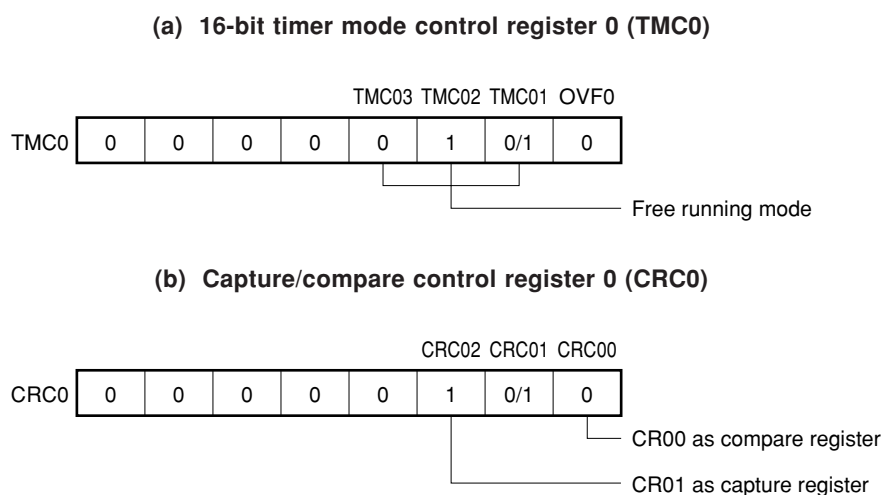 (a) 16-bit timer mode control register 0 (TMC0)
TMC03 TMC02 TMC01 OVF0
TMC0 0 0 0 0 0 1 0/1 0
Free running mode
(b) Capture/compare control register 0 (CRC0)
CRC02 CRC01 CRC00
CRC0 0 0 0 0 0 1 0/1 0
CR00 as compare register
CR01 as capture register